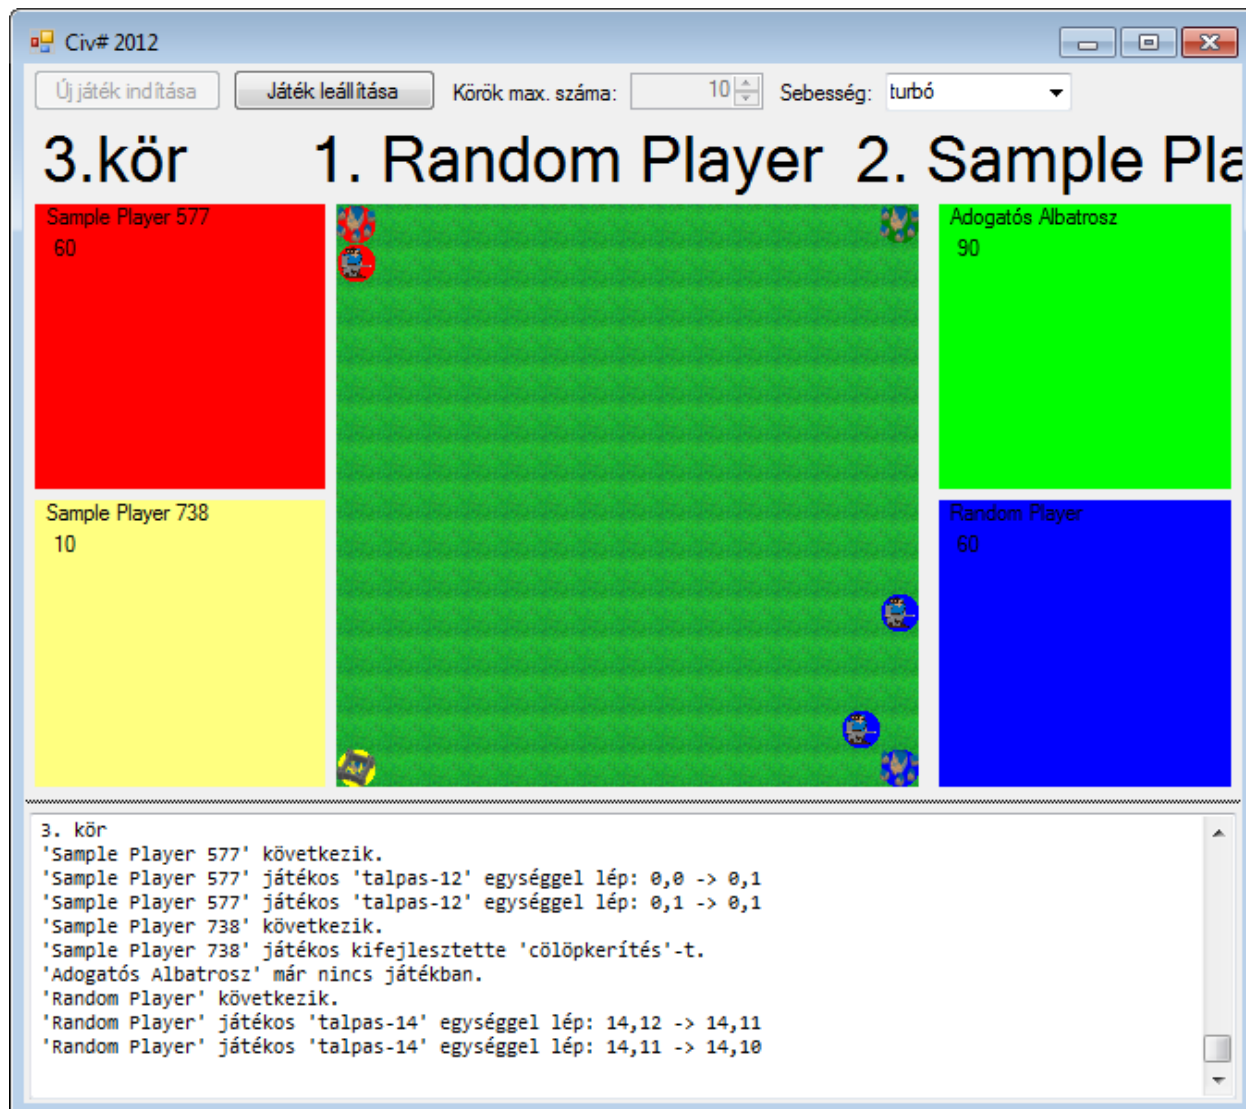 Civ# 2012
Új játék indítása
Játék leállítása
Körök max. száma:
10
Sebesség:
turbó
3.kör
1. Random Player 2. Sample Pla
Sample Player 577
60
Adogatós Albatrosz
90
Sample Player 738
10
Random Player
60
3. kör
'Sample Player 577' következik.
'Sample Player 577' játékos 'talpas-12' egységgel lép: 0,0 -> 0,1
'Sample Player 577' játékos 'talpas-12' egységgel lép: 0,1 -> 0,1
'Sample Player 738' következik.
'Sample Player 738' játékos kifejlesztette 'cölöpkerítés'-t.
'Adogatós Albatrosz' már nincs játékban.
'Random Player' következik.
'Random Player' játékos 'talpas-14' egységgel lép: 14,12 -> 14,11
'Random Player' játékos 'talpas-14' egységgel lép: 14,11 -> 14,10